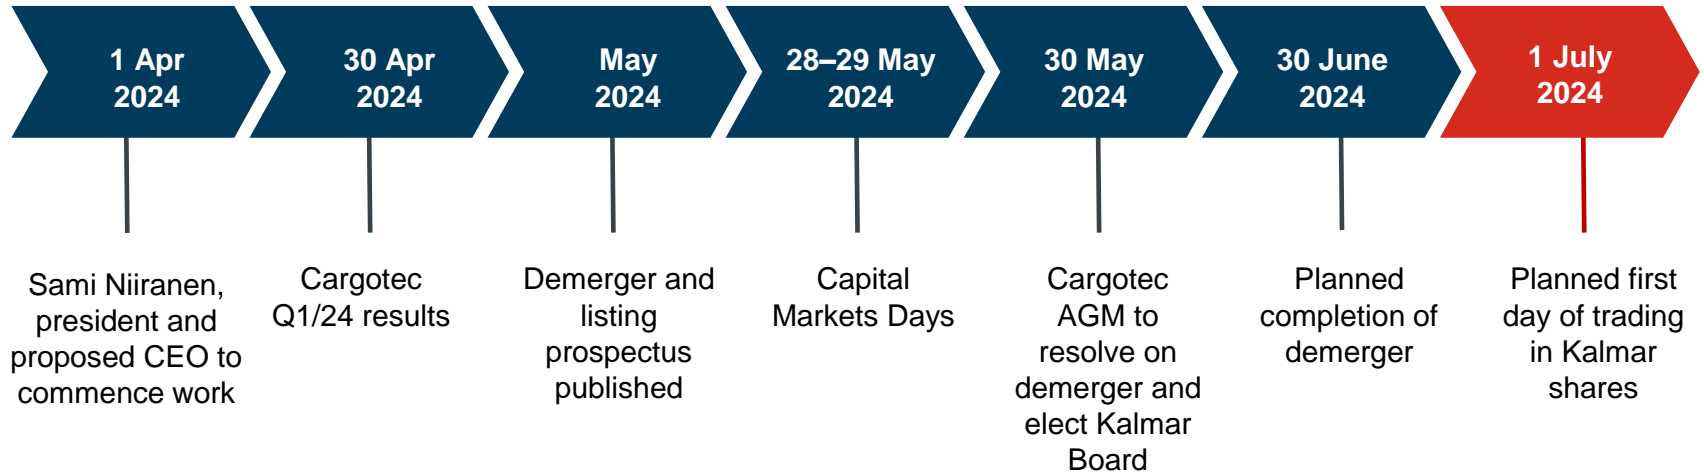 1 Apr
2024
30 Apr
2024
May
2024
28–29 May
2024
30 May
2024
30 June
2024
1 July
2024
Sami Niiranen,
president and
proposed CEO to
commence work
Cargotec
Q1/24 results
Demerger and
listing
prospectus
published
Capital
Markets Days
Cargotec
AGM to
resolve on
demerger and
elect Kalmar
Board
Planned
completion of
demerger
Planned first
day of trading
in Kalmar
shares